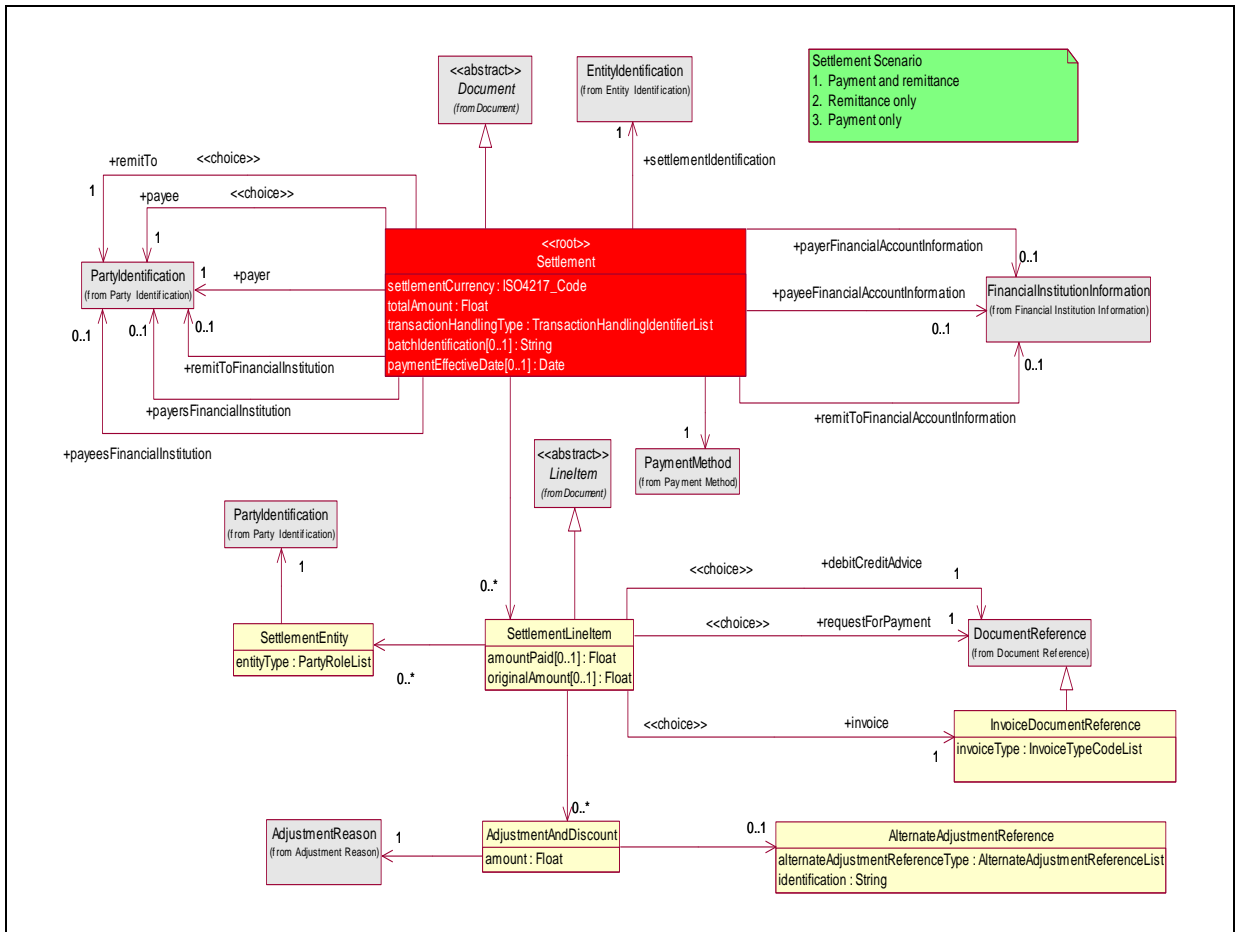 <<abstract>>
Document
(from Document)
EntityIdentification
(from Entity Identification)
Settlement Scenario
1. Payment and remittance
2. Remittance only
3. Payment only
1
+settlementIdentification
+remitTo
<<choice>>
1
+payee
<<choice>>
1
PartyIdentification
(from Party Identification)
1
+payer
0..1
0..1
0..1
+remitToFinancialInstitution
+payersFinancialInstitution
+payeesFinancialInstitution
<<root>>
Settlement
settlementCurrency : ISO4217_Code
totalAmount : Float
transactionHandlingType : TransactionHandlingIdentifierList
batchIdentification[0..1] : String
paymentEffectiveDate[0..1] : Date
+payerFinancialAccountInformation
0..1
+payeeFinancialAccountInformation
0..1
FinancialInstitutionInformation
(from Financial Institution Information)
0..1
+remitToFinancialAccountInformation
1
PaymentMethod
(from Payment Method)
<<abstract>>
LineItem
(from Document)
PartyIdentification
(from Party Identification)
1
SettlementEntity
entityType : PartyRoleList
0..*
0..*
SettlementLineItem
amountPaid[0..1] : Float
originalAmount[0..1] : Float
<<choice>>
+debitCreditAdvice
1
<<choice>>
+requestForPayment
1
DocumentReference
(from Document Reference)
<<choice>>
+invoice
1
InvoiceDocumentReference
invoiceType : InvoiceTypeCodeList
0..*
AdjustmentReason
(from Adjustment Reason)
1
AdjustmentAndDiscount
amount : Float
0..1
AlternateAdjustmentReference
alternateAdjustmentReferenceType : AlternateAdjustmentReferenceList
identification : String